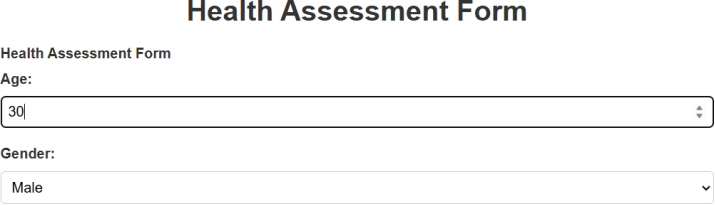 Health Assessment Form
Health Assessment Form
Age:
30
Gender:
Male